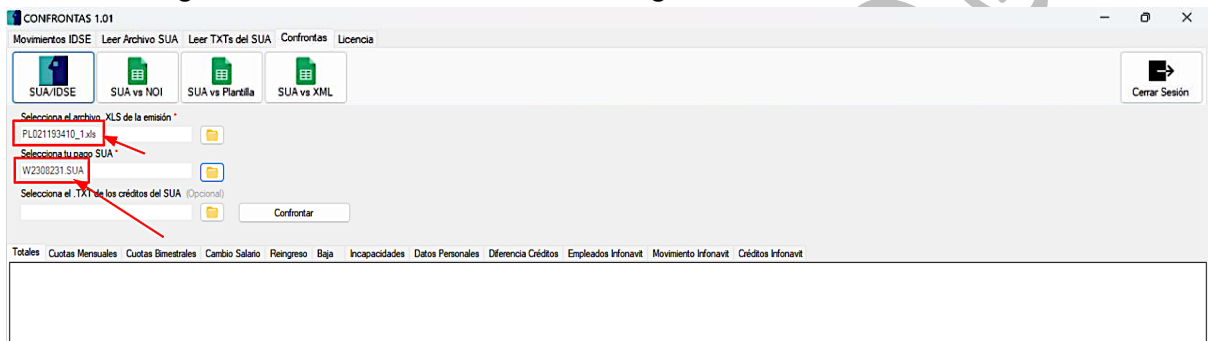 CONFRONTAS 1.01
Movimientos IDSE Leer Archivo SUA Leer TXTs del SUA Confrontas Licencia
SUA/IDSE SUA vs NOI SUA vs Plantilla SUA vs XML Cerrar Sesión
Selecciona el archivo .XLS de la emisión *
PL021193410_1.xls
Selecciona tu pago SUA *
W2308231.SUA
Selecciona el .TXT de los créditos del SUA (Opcional)
Confrontar
Totales Cuotas Mensuales Cuotas Bimestrales Cambio Salario Reingreso Baja Incapacidades Datos Personales Diferencia Créditos Empleados Infonavit Movimiento Infonavit Créditos Infonavit